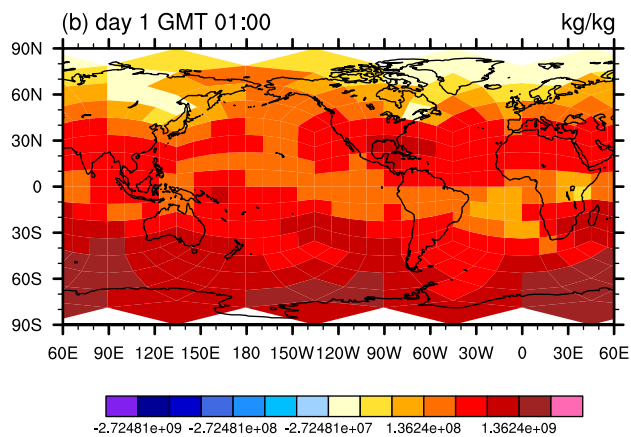 (b) day 1 GMT 01:00 kg/kg
90N
60N
30N
0
30S
60S
90S
60E 90E 120E 150E 180 150W 120W 90W 60W 30W 0 30E 60E
-2.72481e+09 -2.72481e+08 -2.72481e+07 1.3624e+08 1.3624e+09